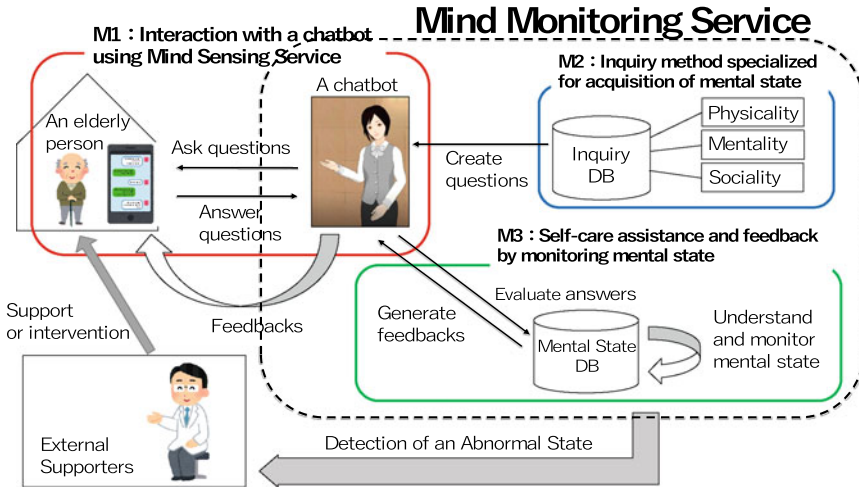 Mind Monitoring Service
M1：Interaction with a chatbot
using Mind Sensing Service
A chatbot
An elderly
person
Ask questions
Answer
questions
M2：Inquiry method specialized
for acquisition of mental state
Physicality
Mentality
Sociality
Inquiry
DB
Create
questions
M3：Self-care assistance and feedback
by monitoring mental state
Evaluate answers
Generate
feedbacks
Mental State
DB
Understand
and monitor
mental state
Feedbacks
Support
or intervention
External
Supporters
Detection of an Abnormal State